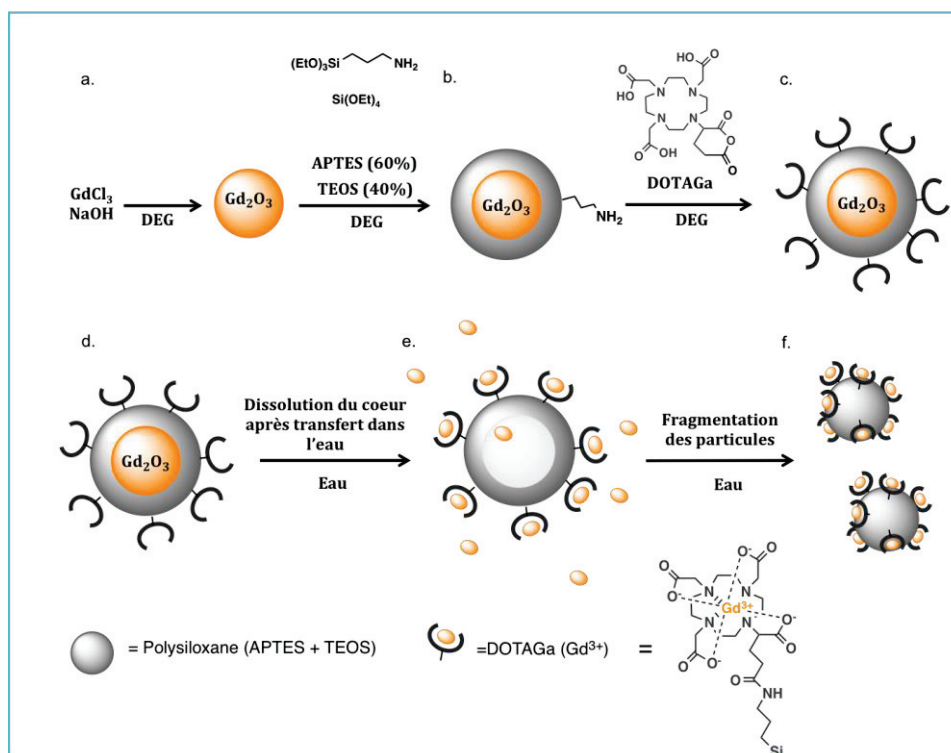 a.
(EtO)₃Si NH₂
Si(OEt)₄
b.
O HO O OH
N N N N
HO O O OH O O
c.
GdCl₃
NaOH
DEG
Gd₂O₃
APTES (60%)
TEOS (40%)
DEG
Gd₂O₃
NH₂
DOTAGa
DEG
Gd₂O₃
d.
e.
f.
Gd₂O₃
Dissolution du coeur
après transfert dans
l'eau
Eau
Fragmentation
des particules
Eau
= Polysiloxane (APTES + TEOS)
=DOTAGa (Gd³⁺)
=
O O⁻ O
O O⁻ N N Gd³⁺ O⁻
N N O
O O⁻
O NH
Si